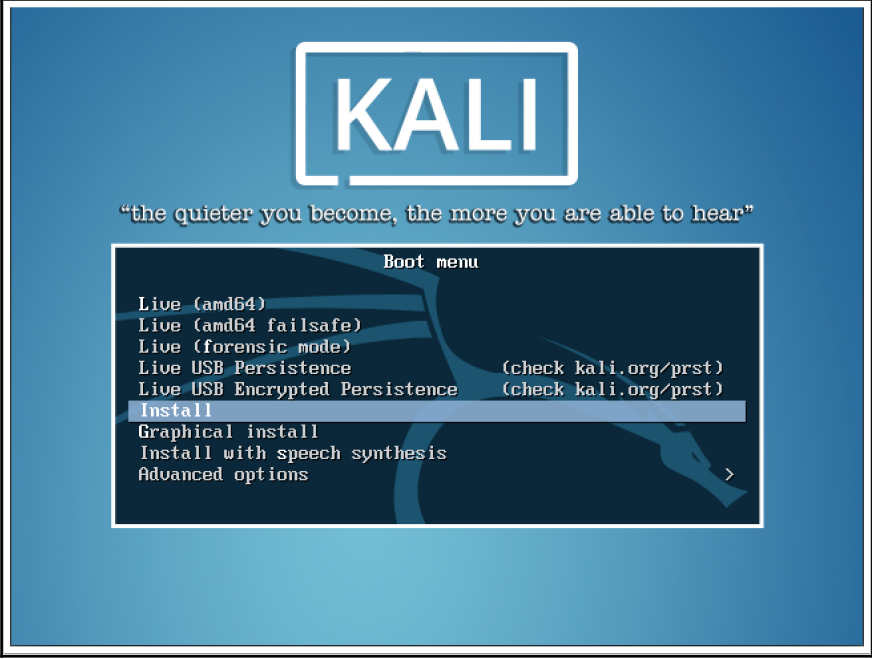 KALI
“the quieter you become, the more you are able to hear”
Boot menu
Live (amd64)
Live (amd64 failsafe)
Live (forensic mode)
Live USB Persistence (check kali.org/prst)
Live USB Encrypted Persistence (check kali.org/prst)
Install
Graphical install
Install with speech synthesis
Advanced options >